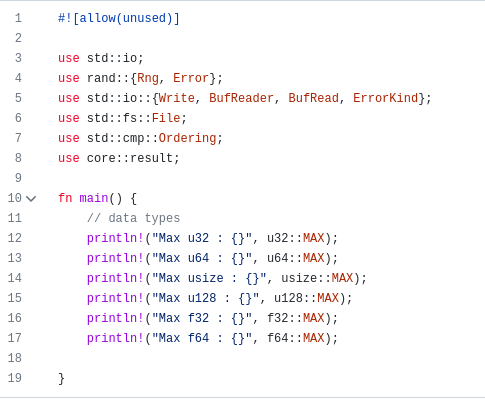 1 #![allow(unused)]
2
3 use std::io;
4 use rand::{Rng, Error};
5 use std::io::{Write, BufReader, BufRead, ErrorKind};
6 use std::fs::File;
7 use std::cmp::Ordering;
8 use core::result;
9
10 fn main() {
11     // data types
12     println!("Max u32 : {}", u32::MAX);
13     println!("Max u64 : {}", u64::MAX);
14     println!("Max usize : {}", usize::MAX);
15     println!("Max u128 : {}", u128::MAX);
16     println!("Max f32 : {}", f32::MAX);
17     println!("Max f64 : {}", f64::MAX);
18
19 }